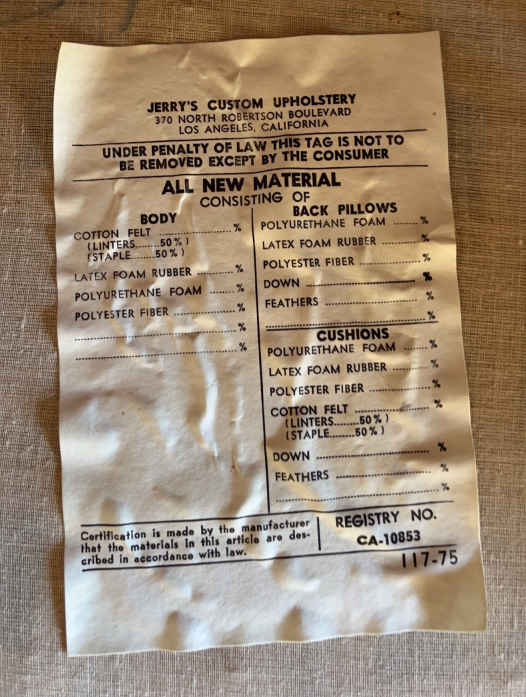 JERRY'S CUSTOM UPHOLSTERY
370 NORTH ROBERTSON BOULEVARD
LOS ANGELES, CALIFORNIA
UNDER PENALTY OF LAW THIS TAG IS NOT TO
BE REMOVED EXCEPT BY THE CONSUMER
ALL NEW MATERIAL
CONSISTING OF
BODY
COTTON FELT ..................%
(LINTERS.......50%)
(STAPLE.......50%)
LATEX FOAM RUBBER .........%
POLYURETHANE FOAM .......%
POLYESTER FIBER ...............%
.......................................%
.......................................%
BACK PILLOWS
POLYURETHANE FOAM ......%
LATEX FOAM RUBBER ........%
POLYESTER FIBER ..............%
DOWN ..........................%
FEATHERS ......................%
.......................................%
CUSHIONS
POLYURETHANE FOAM ......%
LATEX FOAM RUBBER ........%
POLYESTER FIBER ..............%
COTTON FELT ..................%
(LINTERS.......50%)
(STAPLE.......50%)
DOWN ..........................%
FEATHERS ......................%
.......................................%
Certification is made by the manufacturer
that the materials in this article are des-
cribed in accordance with law.
REGISTRY NO.
CA-10853
117-75